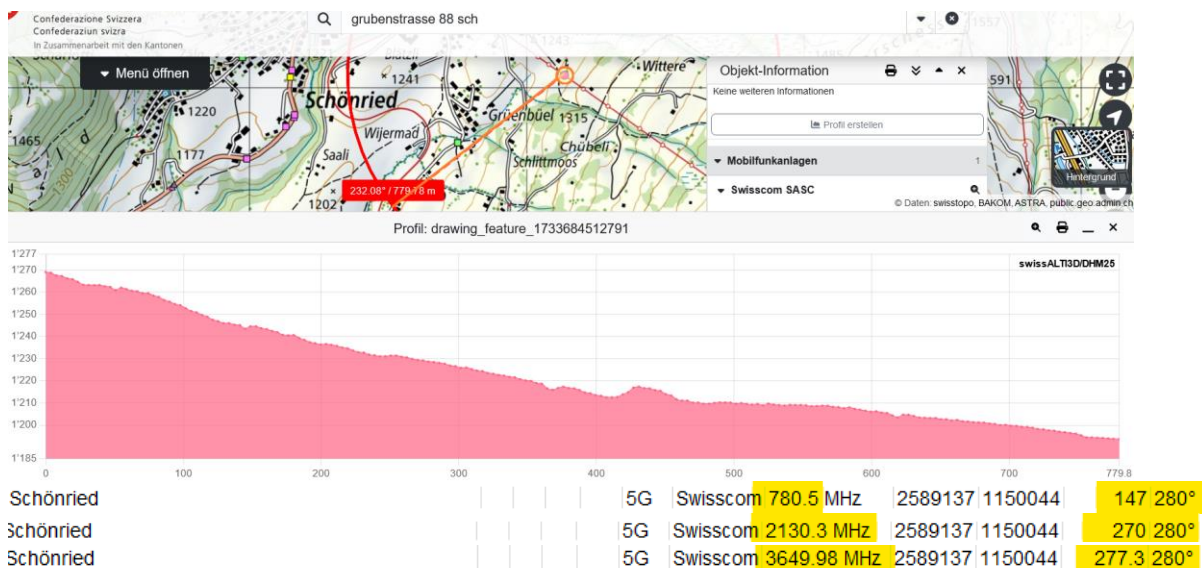 Confederazione Svizzera
Confederaziun svizra
In Zusammenarbeit mit den Kantonen
grubenstrasse 88 sch
Menü öffnen
1557
1243
1485
1241
Wittere
Schönried
1220
Grüenbüel 1315
Wijermad
Chübeli
1465
1177
Saali
Schlittmoos
1300
232.08° / 779.18 m
1202
Objekt-Information
Keine weiteren Informationen
Profil erstellen
Mobilfunkanlagen 1
Swisscom SASC
591
Hintergrund
© Daten: swisstopo, BAKOM, ASTRA, public.geo.admin.ch
Profil: drawing_feature_1733684512791
swissALTI3D/DHM25
1'277
1'270
1'260
1'250
1'240
1'230
1'220
1'210
1'200
1'185
0 100 200 300 400 500 600 700 779.8
Schönried 5G Swisscom 780.5 MHz 2589137 1150044 147 280°
Schönried 5G Swisscom 2130.3 MHz 2589137 1150044 270 280°
Schönried 5G Swisscom 3649.98 MHz 2589137 1150044 277.3 280°